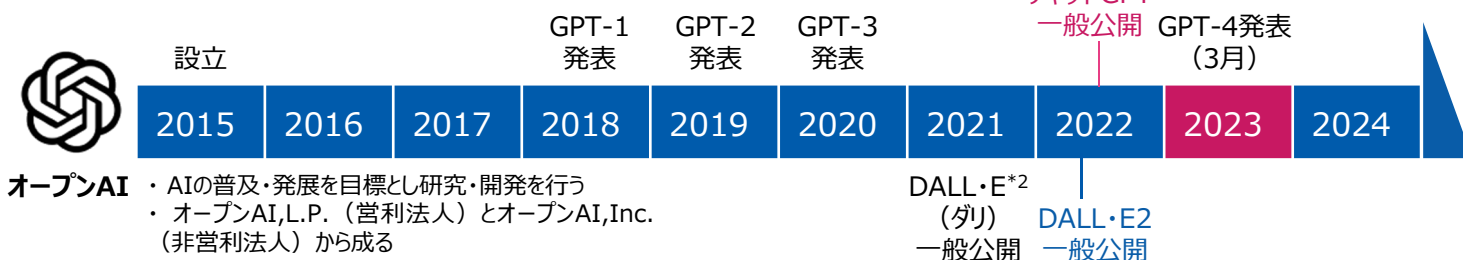 一般公開
GPT-1
発表
GPT-2
発表
GPT-3
発表
GPT-4発表
(3月)
設立
2015
2016
2017
2018
2019
2020
2021
2022
2023
2024
オープンAI
・ AIの普及・発展を目標とし研究・開発を行う
・ オープンAI,L.P.（営利法人）とオープンAI,Inc.
（非営利法人）から成る
DALL・E*2
（ダリ）
一般公開
DALL・E2
一般公開